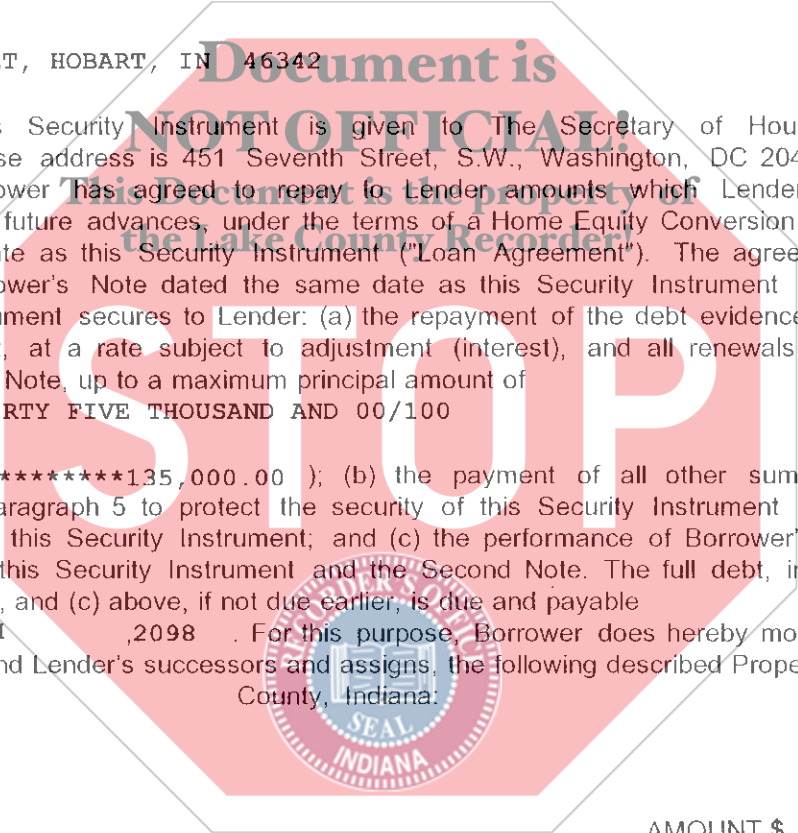 ET, HOBART, IN 46342
Document is
Security Instrument is given to The Secretary of Hou
NOT OFFICIAL!
se address is 451 Seventh Street, S.W., Washington, DC 204
ower has agreed to repay to Lender amounts which Lender
This Document is the property of
future advances, under the terms of a Home Equity Conversion
the Lake County Recorder!
te as this Security Instrument ("Loan Agreement"). The agree
ower's Note dated the same date as this Security Instrument
ument secures to Lender: (a) the repayment of the debt evidence
, at a rate subject to adjustment (interest), and all renewals
Note, up to a maximum principal amount of
RTY FIVE THOUSAND AND 00/100
STOP
********135,000.00 ); (b) the payment of all other sum
aragraph 5 to protect the security of this Security Instrument
this Security Instrument; and (c) the performance of Borrower'
this Security Instrument and the Second Note. The full debt, i
, and (c) above, if not due earlier, is due and payable
,2098 . For this purpose, Borrower does hereby mo
nd Lender's successors and assigns, the following described Prope
County, Indiana:
RECORDER'S OFFIC
SEAL
INDIANA
AMOUNT $